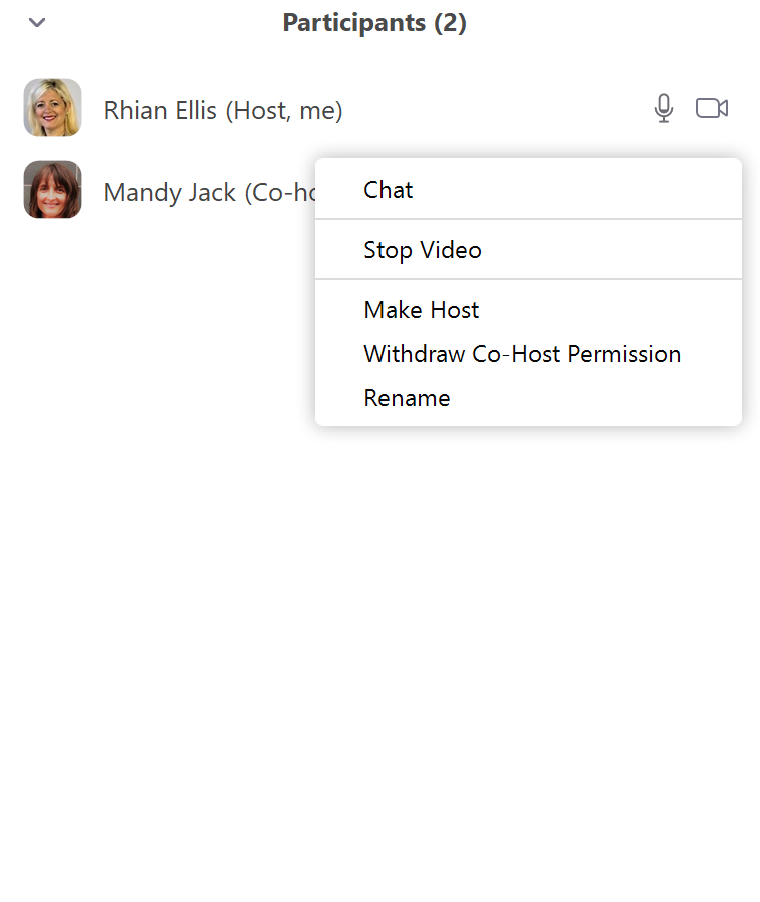 Participants (2)
Rhian Ellis (Host, me)
Mandy Jack (Co-ho
Chat
Stop Video
Make Host
Withdraw Co-Host Permission
Rename